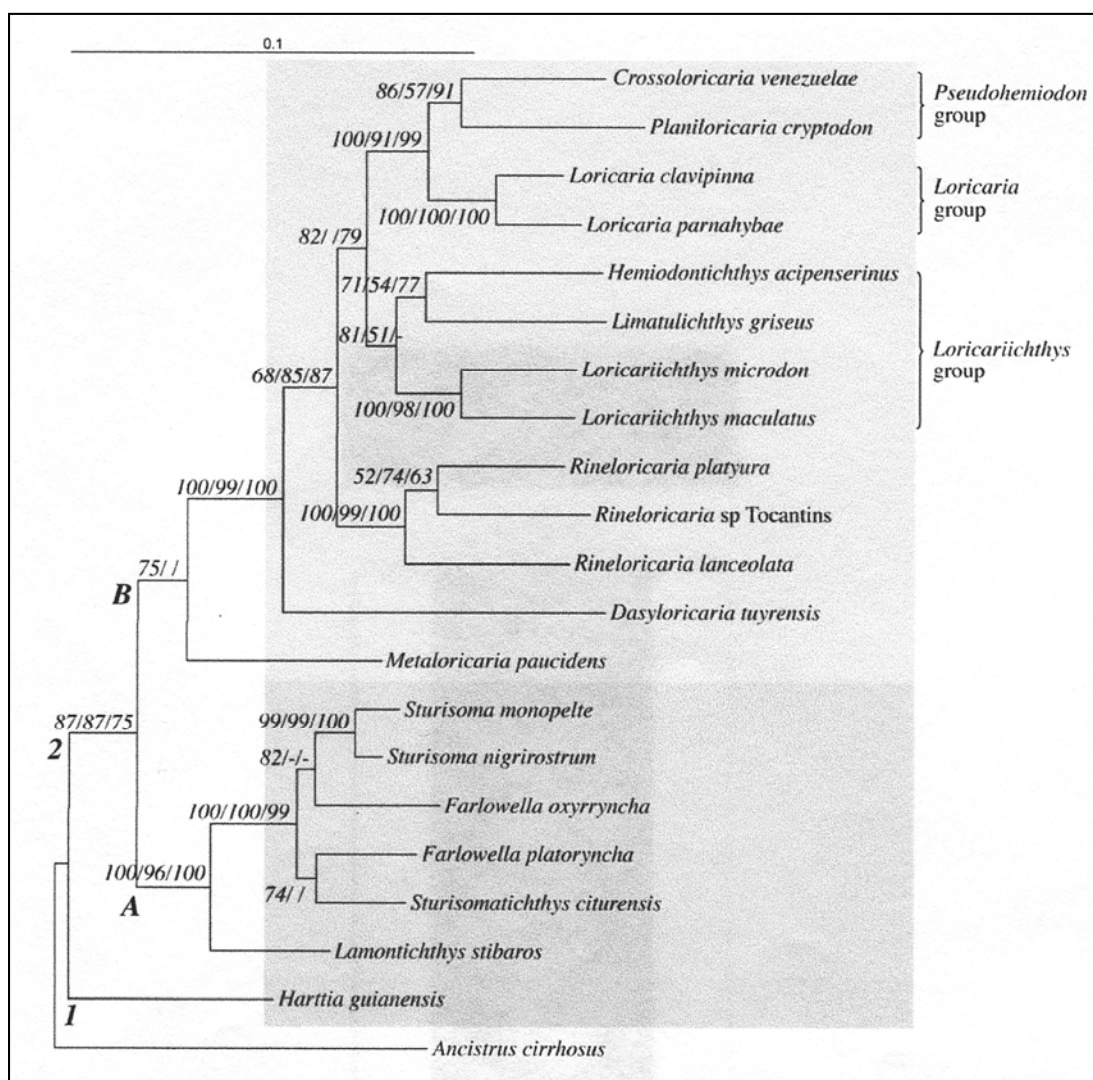 0.1
86/57/91
Crossoloricaria venezuelae
Pseudohemiodon
group
Planiloricaria cryptodon
100/91/99
Loricaria clavipinna
Loricaria
group
100/100/100
Loricaria parnahybae
82/ /79
Hemiodontichthys acipenserinus
71/54/77
Limatulichthys griseus
81/51/-
Loricariichthys
group
Loricariichthys microdon
68/85/87
100/98/100
Loricariichthys maculatus
Rineloricaria platyura
52/74/63
100/99/100
Rineloricaria sp Tocantins
100/99/100
Rineloricaria lanceolata
75/ /
B
Dasyloricaria tuyrensis
Metaloricaria paucidens
Sturisoma monopelte
99/99/100
87/87/75
2
Sturisoma nigrirostrum
82/-/-
Farlowella oxyrryncha
100/100/99
Farlowella platoryncha
100/96/100
A
74/ /
Sturisomatichthys citurensis
Lamontichthys stibaros
Harttia guianensis
1
Ancistrus cirrhosus